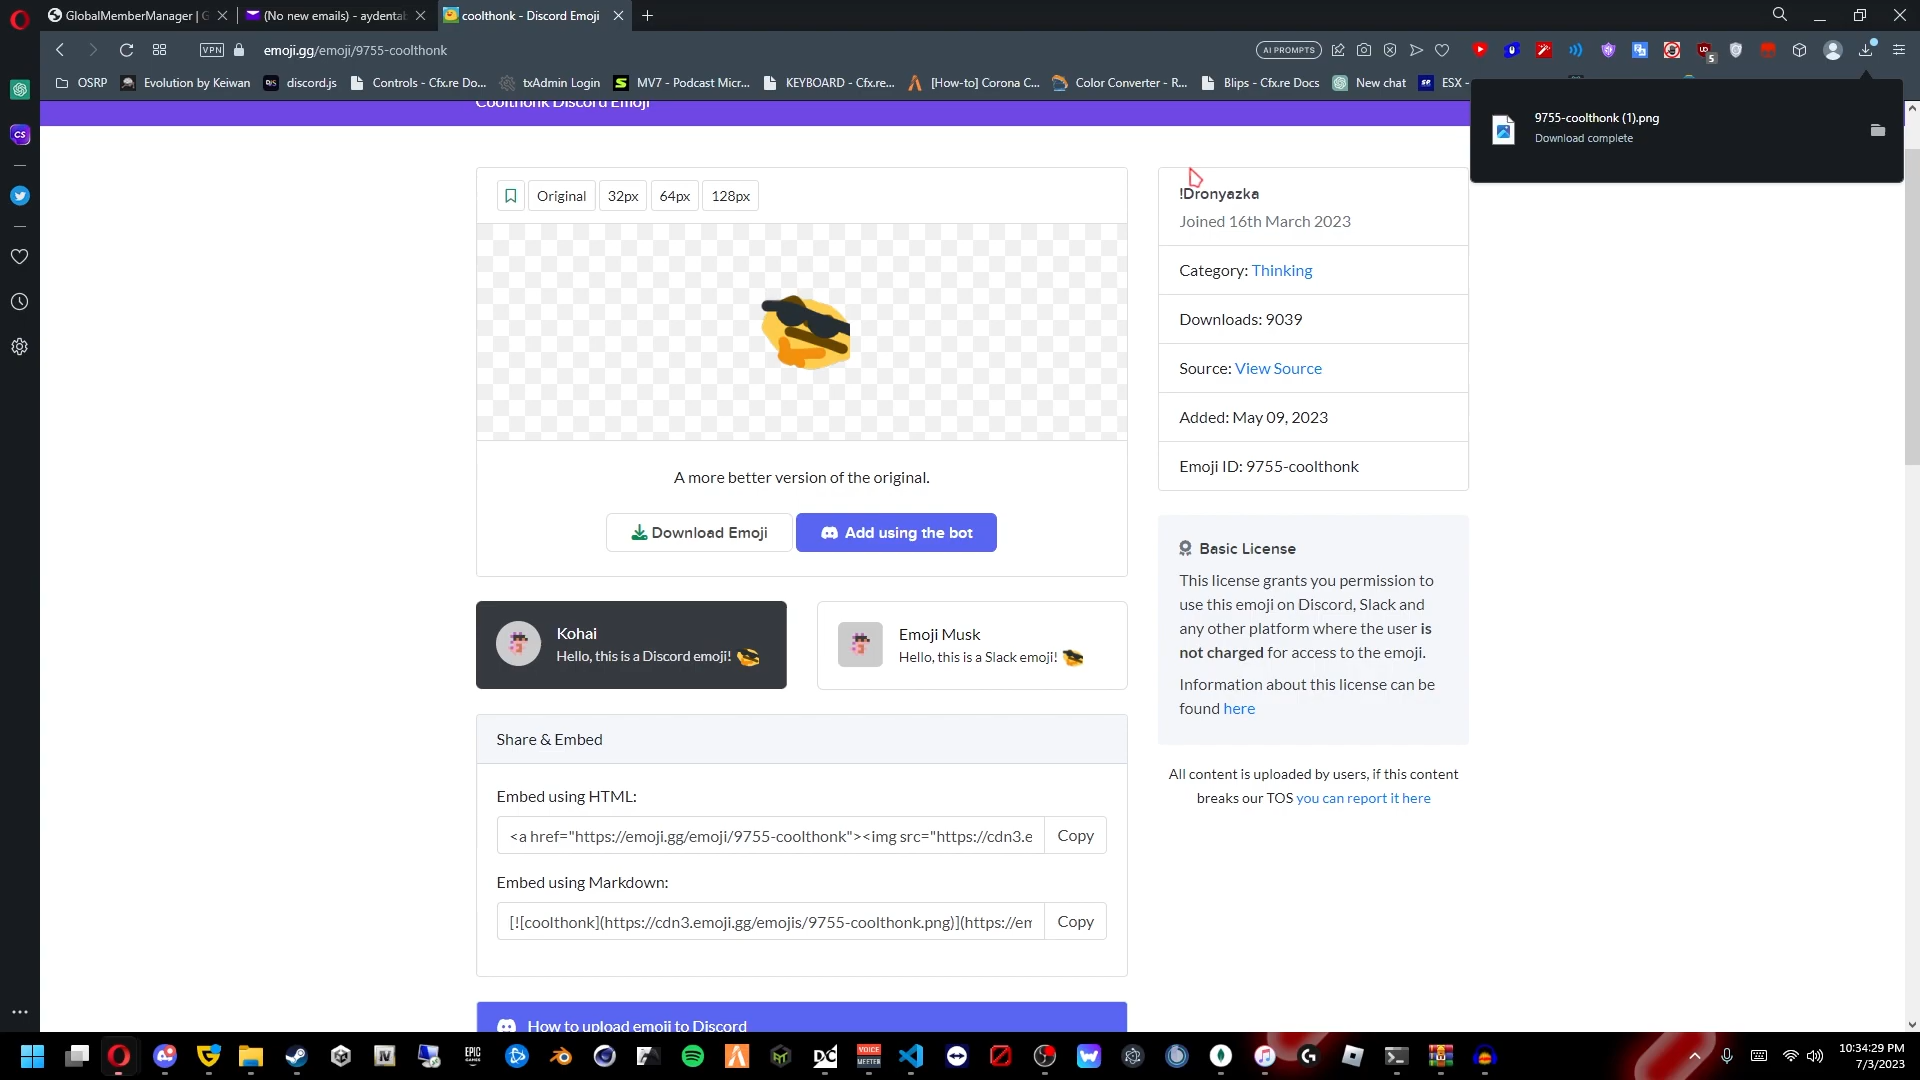 GlobalMemberManager | G
(No new emails) - aydental
coolthonk - Discord Emoji
VPN
emoji.gg/emoji/9755-coolthonk
AI PROMPTS
5
OSRP
Evolution by Keiwan
discord.js
Controls - Cfx.re Do...
txAdmin Login
MV7 - Podcast Micr...
KEYBOARD - Cfx.re...
[How-to] Corona C...
Color Converter - R...
Blips - Cfx.re Docs
New chat
ESX -
CS
9755-coolthonk (1).png
Download complete
Coolthonk Discord Emoji
Original
32px
64px
128px
A more better version of the original.
Download Emoji
Add using the bot
Kohai
Hello, this is a Discord emoji!
Emoji Musk
Hello, this is a Slack emoji!
Share & Embed
Embed using HTML:
<a href="https://emoji.gg/emoji/9755-coolthonk"><img src="https://cdn3.e
Copy
Embed using Markdown:
[![coolthonk](https://cdn3.emoji.gg/emojis/9755-coolthonk.png)](https://em
Copy
How to upload emoji to Discord
!Dronyazka
Joined 16th March 2023
Category: Thinking
Downloads: 9039
Source: View Source
Added: May 09, 2023
Emoji ID: 9755-coolthonk
Basic License
This license grants you permission to
use this emoji on Discord, Slack and
any other platform where the user is
not charged for access to the emoji.
Information about this license can be
found here
All content is uploaded by users, if this content
breaks our TOS you can report it here
EPIC
GAMES
VOICE
MEETER
10:34:29 PM
7/3/2023